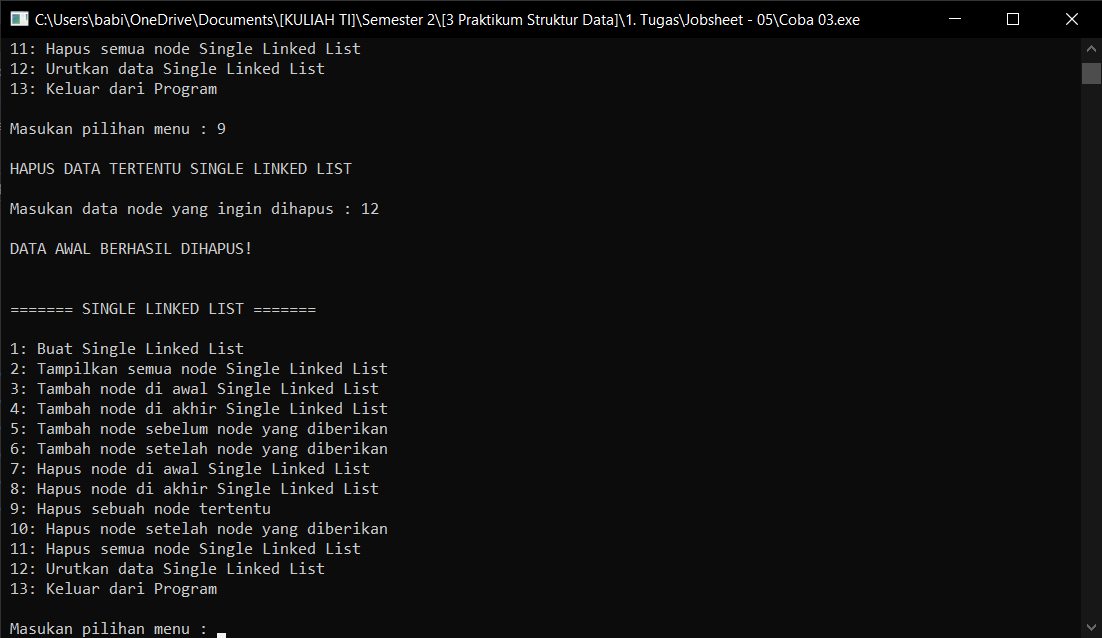 C:\Users\babi\OneDrive\Documents\[KULIAH TI]\Semester 2\[3 Praktikum Struktur Data]\1. Tugas\Jobsheet - 05\Coba 03.exe
11: Hapus semua node Single Linked List
12: Urutkan data Single Linked List
13: Keluar dari Program
Masukan pilihan menu : 9
HAPUS DATA TERTENTU SINGLE LINKED LIST
Masukan data node yang ingin dihapus : 12
DATA AWAL BERHASIL DIHAPUS!
======= SINGLE LINKED LIST =======
1: Buat Single Linked List
2: Tampilkan semua node Single Linked List
3: Tambah node di awal Single Linked List
4: Tambah node di akhir Single Linked List
5: Tambah node sebelum node yang diberikan
6: Tambah node setelah node yang diberikan
7: Hapus node di awal Single Linked List
8: Hapus node di akhir Single Linked List
9: Hapus sebuah node tertentu
10: Hapus node setelah node yang diberikan
11: Hapus semua node Single Linked List
12: Urutkan data Single Linked List
13: Keluar dari Program
Masukan pilihan menu :